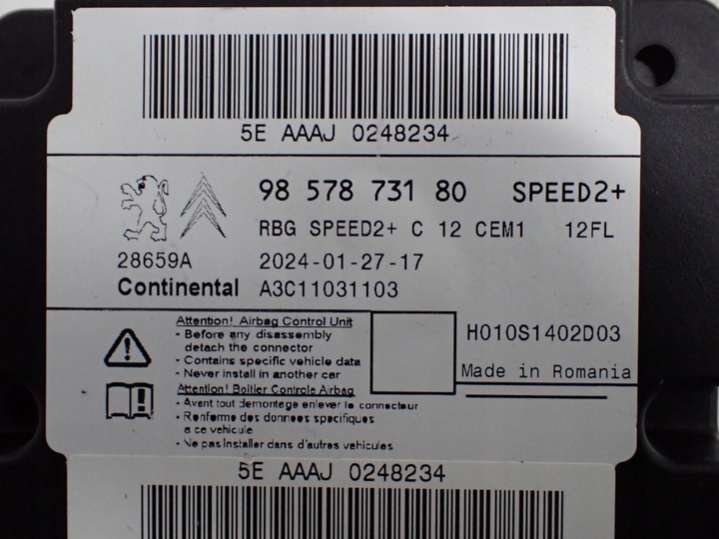 5E AAAJ 0248234
98 578 731 80 SPEED2+
RBG SPEED2+ C 12 CEM1 12FL
28659A 2024-01-27-17
Continental A3C11031103
Attention! Airbag Control Unit
- Before any disassembly
detach the connector
- Contains specific vehicle data
- Never install in another car
Attention! Boîtier Controle Airbag
- Avant tout demontage enlever le connecteur
- Renferme des donnees specifiques
a ce vehicule
- Ne pas Installer dans d'autres vehicules
H010S1402D03
Made in Romania
5E AAAJ 0248234